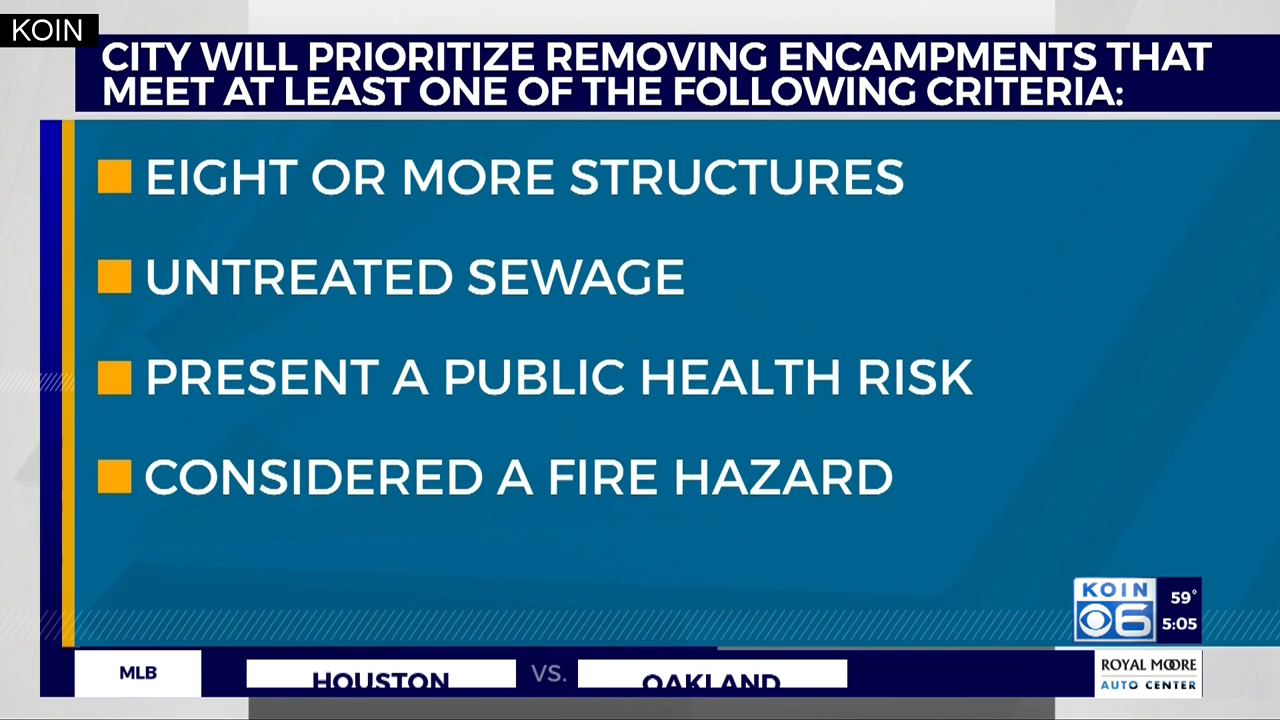 KOIN
CITY WILL PRIORITIZE REMOVING ENCAMPMENTS THAT
MEET AT LEAST ONE OF THE FOLLOWING CRITERIA:
EIGHT OR MORE STRUCTURES
UNTREATED SEWAGE
PRESENT A PUBLIC HEALTH RISK
CONSIDERED A FIRE HAZARD
KOIN
6
59°
5:05
MLB
HOUSTON
VS.
OAKLAND
ROYAL MOORE
AUTO CENTER